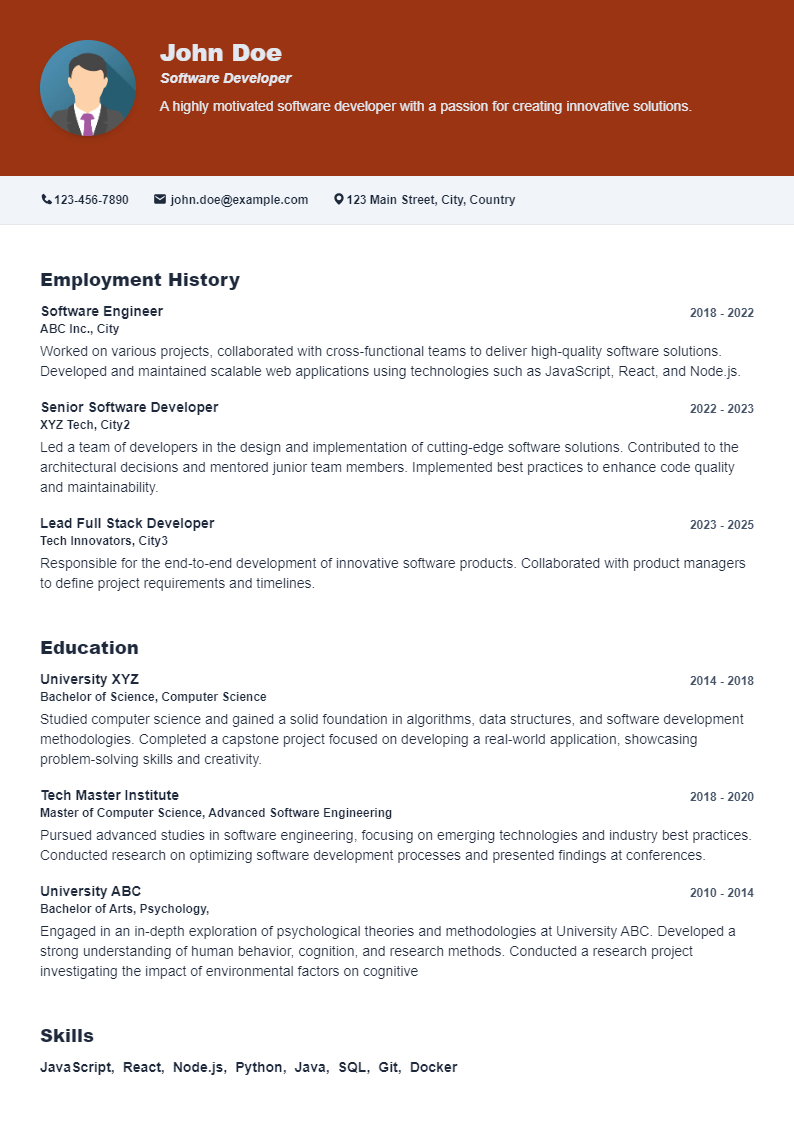 John Doe
Software Developer
A highly motivated software developer with a passion for creating innovative solutions.
123-456-7890 john.doe@example.com 123 Main Street, City, Country
Employment History
Software Engineer 2018 - 2022
ABC Inc., City
Worked on various projects, collaborated with cross-functional teams to deliver high-quality software solutions.
Developed and maintained scalable web applications using technologies such as JavaScript, React, and Node.js.
Senior Software Developer 2022 - 2023
XYZ Tech, City2
Led a team of developers in the design and implementation of cutting-edge software solutions. Contributed to the
architectural decisions and mentored junior team members. Implemented best practices to enhance code quality
and maintainability.
Lead Full Stack Developer 2023 - 2025
Tech Innovators, City3
Responsible for the end-to-end development of innovative software products. Collaborated with product managers
to define project requirements and timelines.
Education
University XYZ 2014 - 2018
Bachelor of Science, Computer Science
Studied computer science and gained a solid foundation in algorithms, data structures, and software development
methodologies. Completed a capstone project focused on developing a real-world application, showcasing
problem-solving skills and creativity.
Tech Master Institute 2018 - 2020
Master of Computer Science, Advanced Software Engineering
Pursued advanced studies in software engineering, focusing on emerging technologies and industry best practices.
Conducted research on optimizing software development processes and presented findings at conferences.
University ABC 2010 - 2014
Bachelor of Arts, Psychology,
Engaged in an in-depth exploration of psychological theories and methodologies at University ABC. Developed a
strong understanding of human behavior, cognition, and research methods. Conducted a research project
investigating the impact of environmental factors on cognitive
Skills
JavaScript, React, Node.js, Python, Java, SQL, Git, Docker